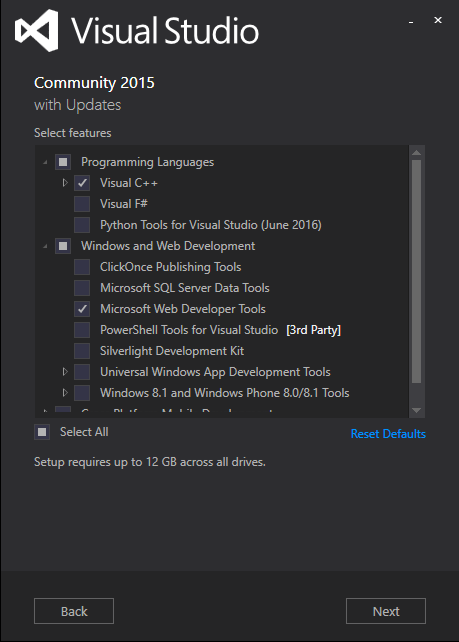 Visual Studio
Community 2015
with Updates
Select features
Programming Languages
Visual C++
Visual F#
Python Tools for Visual Studio (June 2016)
Windows and Web Development
ClickOnce Publishing Tools
Microsoft SQL Server Data Tools
Microsoft Web Developer Tools
PowerShell Tools for Visual Studio [3rd Party]
Silverlight Development Kit
Universal Windows App Development Tools
Windows 8.1 and Windows Phone 8.0/8.1 Tools
Select All
Reset Defaults
Setup requires up to 12 GB across all drives.
Back
Next